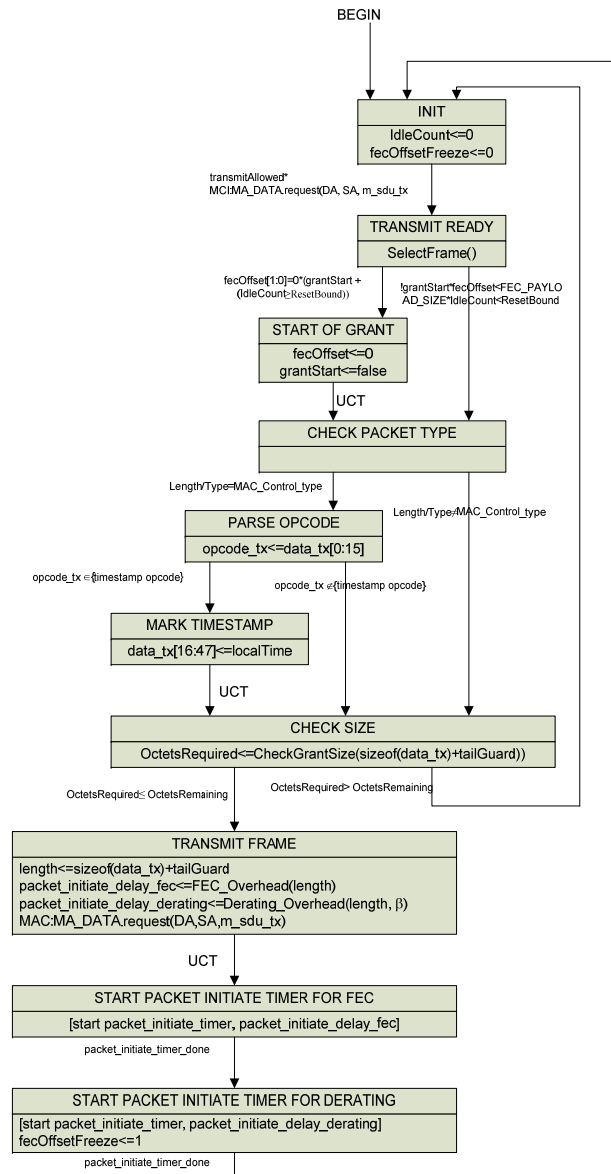 BEGIN
INIT
IdleCount<=0
fecOffsetFreeze<=0
transmitAllowed*
MCI:MA_DATA.request(DA, SA, m_sdu_tx
TRANSMIT READY
SelectFrame()
fecOffset[1:0]=0*(grantStart +
(IdleCount≥ResetBound))
!grantStart*fecOffset<FEC_PAYLO
AD_SIZE*IdleCount<ResetBound
START OF GRANT
fecOffset<=0
grantStart<=false
UCT
CHECK PACKET TYPE
Length/Type=MAC_Control_type
Length/Type≠MAC_Control_type
PARSE OPCODE
opcode_tx<=data_tx[0:15]
opcode_tx ∈{timestamp opcode}
opcode_tx ∉{timestamp opcode}
MARK TIMESTAMP
data_tx[16:47]<=localTime
UCT
CHECK SIZE
OctetsRequired<=CheckGrantSize(sizeof(data_tx)+tailGuard))
OctetsRequired≤ OctetsRemaining
OctetsRequired> OctetsRemaining
TRANSMIT FRAME
length<=sizeof(data_tx)+tailGuard
packet_initiate_delay_fec<=FEC_Overhead(length)
packet_initiate_delay_derating<=Derating_Overhead(length, β)
MAC:MA_DATA.request(DA,SA,m_sdu_tx)
UCT
START PACKET INITIATE TIMER FOR FEC
[start packet_initiate_timer, packet_initiate_delay_fec]
packet_initiate_timer_done
START PACKET INITIATE TIMER FOR DERATING
[start packet_initiate_timer, packet_initiate_delay_derating]
fecOffsetFreeze<=1
packet_initiate_timer_done